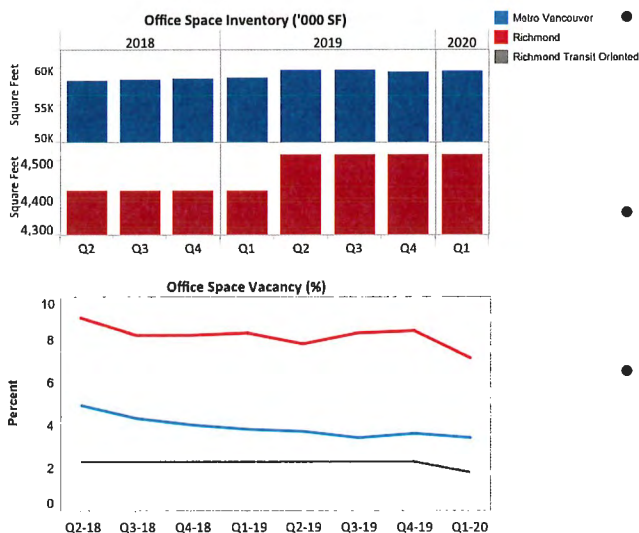 Office Space Inventory ('000 SF)
2018 2019 2020
Metro Vancouver
Richmond
Richmond Transit Oriented
Square Feet
60K
55K
50K
Square Feet
4,500
4,400
4,300
Q2 Q3 Q4 Q1 Q2 Q3 Q4 Q1
Office Space Vacancy (%)
Percent
10
8
6
4
2
0
Q2-18 Q3-18 Q4-18 Q1-19 Q2-19 Q3-19 Q4-19 Q1-20